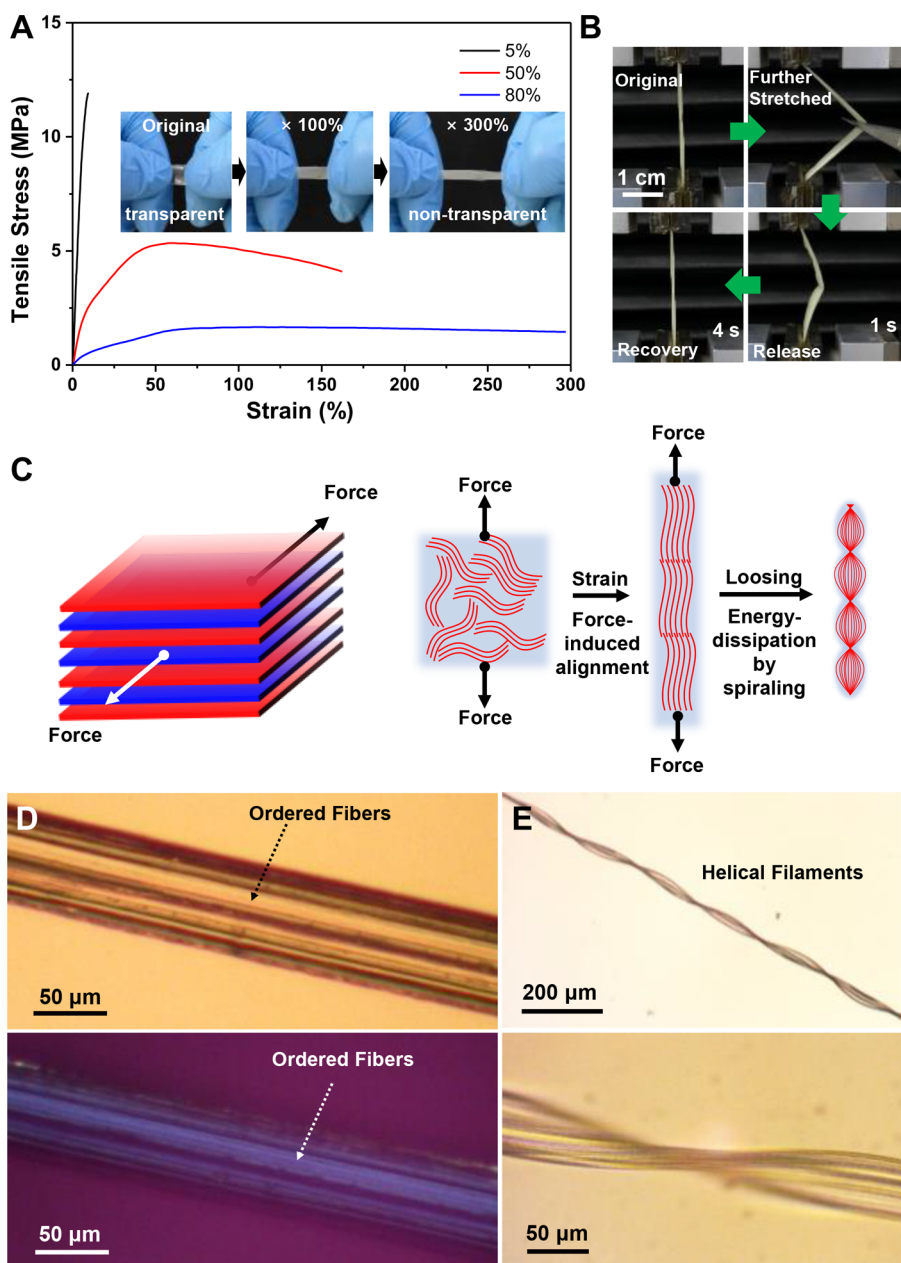 A
15
10
5
0
0
50
100
150
200
250
300
Tensile Stress (MPa)
Strain (%)
5%
50%
80%
Original
× 100%
× 300%
transparent
non-transparent
B
Original
Further
Stretched
1 cm
4 s
1 s
Recovery
Release
C
Force
Force
Force
Force
Strain
Force-
induced
alignment
Force
Force
Loosing
Energy-
dissipation
by
spiraling
D
Ordered Fibers
50 µm
Ordered Fibers
50 µm
E
Helical Filaments
200 µm
50 µm